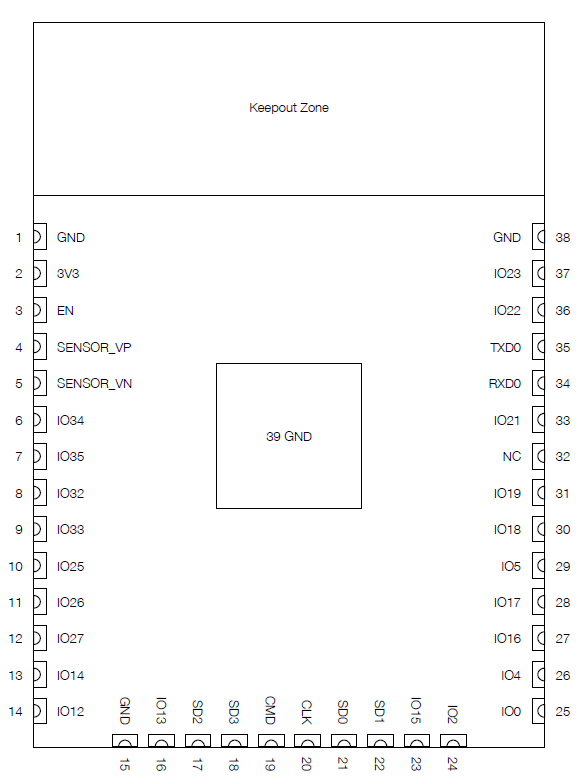 Keepout Zone
1 GND GND 38
2 3V3 IO23 37
3 EN IO22 36
4 SENSOR_VP TXD0 35
5 SENSOR_VN RXD0 34
6 IO34 IO21 33
39 GND
7 IO35 NC 32
8 IO32 IO19 31
9 IO33 IO18 30
10 IO25 IO5 29
11 IO26 IO17 28
12 IO27 IO16 27
13 IO14 IO4 26
14 IO12 IO0 25
GND IO13 SD2 SD3 CMD CLK SD0 SD1 IO15 IO2
15 16 17 18 19 20 21 22 23 24